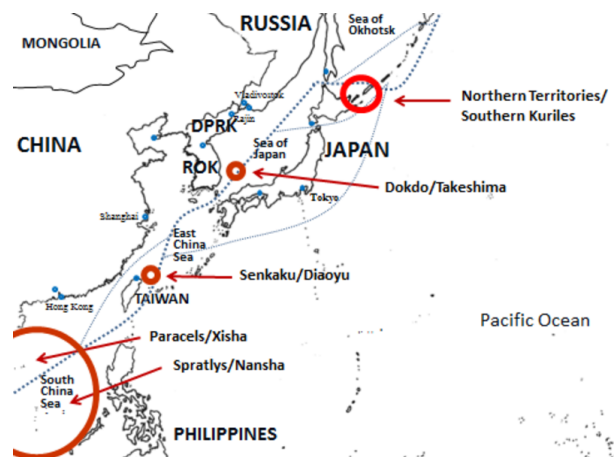 RUSSIA
Sea of
Okhotsk
MONGOLIA
Northern Territories/
Southern Kuriles
Vladivostok
Rajin
DPRK
CHINA
Sea of
Japan
JAPAN
ROK
Dokdo/Takeshima
Tokyo
Shanghai
East
China
Sea
Senkaku/Diaoyu
TAIWAN
Hong Kong
Pacific Ocean
Paracels/Xisha
Spratlys/Nansha
South
China
Sea
PHILIPPINES